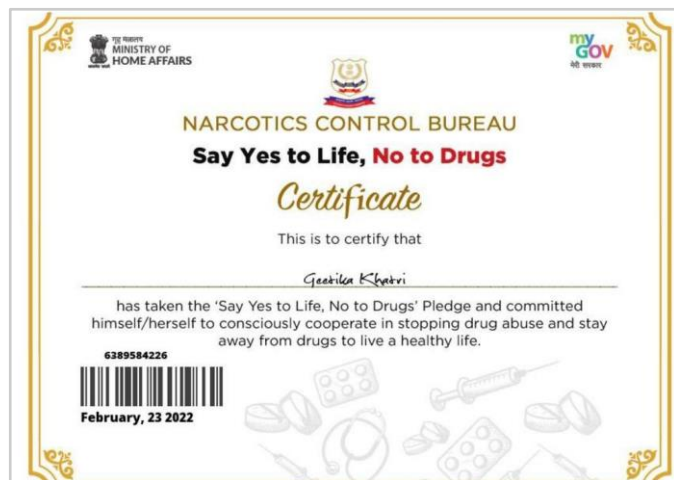 गृह मंत्रालय
MINISTRY OF
HOME AFFAIRS
my
GOV
मेरी सरकार
NARCOTICS CONTROL BUREAU
Say Yes to Life, No to Drugs
Certificate
This is to certify that
Geetika Khatri
has taken the ‘Say Yes to Life, No to Drugs’ Pledge and committed
himself/herself to consciously cooperate in stopping drug abuse and stay
away from drugs to live a healthy life.
6389584226
February, 23 2022